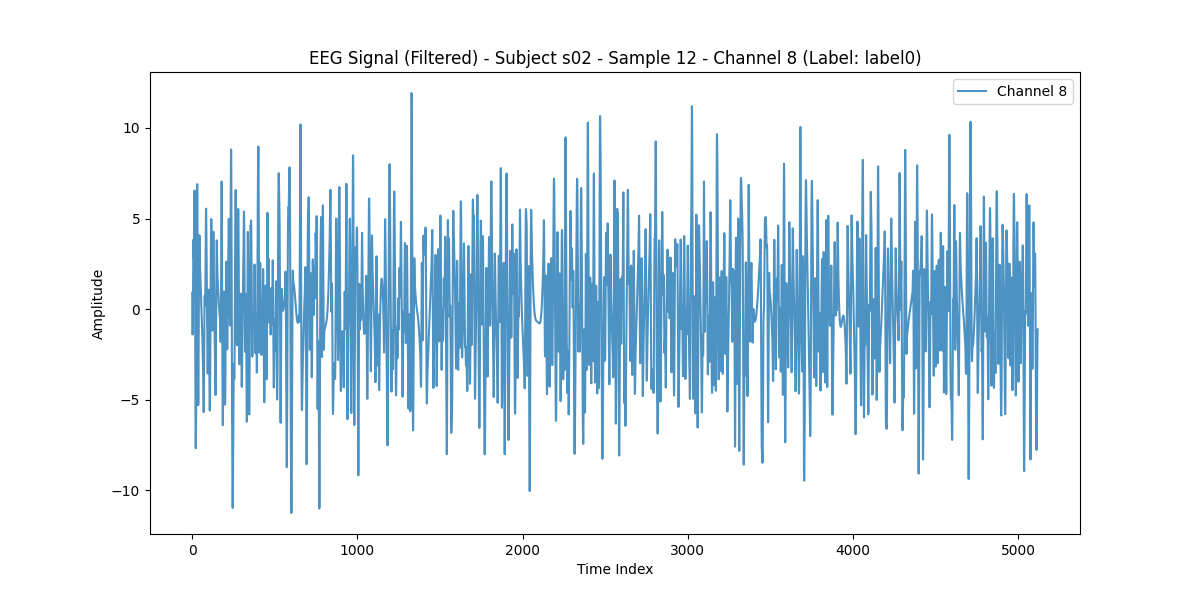 EEG Signal (Filtered) - Subject s02 - Sample 12 - Channel 8 (Label: label0)
Channel 8
Amplitude
10
5
0
−5
−10
0 1000 2000 3000 4000 5000
Time Index